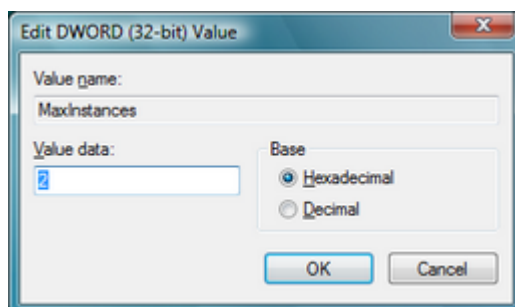 Edit DWORD (32-bit) Value
Value name:
MaxInstances
Value data:
2
Base
Hexadecimal
Decimal
OK
Cancel